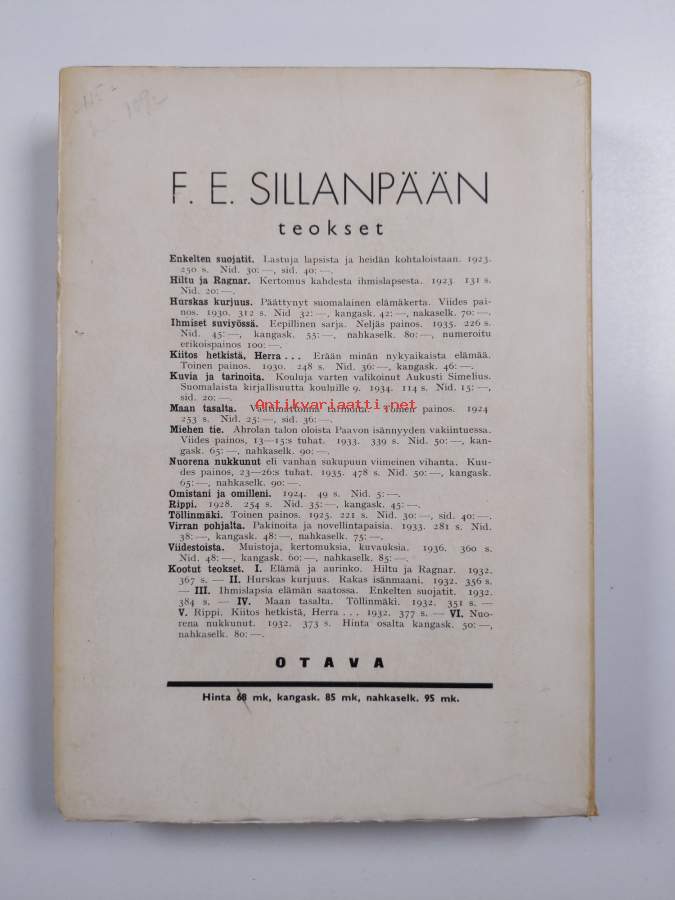 115-
109-
F. E. SILLANPÄÄN
teokset
Enkelten suojatit. Lastuja lapsista ja heidän kohtaloistaan. 1923.
250 s. Nid. 30:—, sid. 40:—.
Hiltu ja Ragnar. Kertomus kahdesta ihmislapsesta. 1923. 131 s.
Nid. 20:—.
Hurskas kurjuus. Päättynyt suomalainen elämäkerta. Viides pai-
nos. 1930. 312 s. Nid 32:—, kangask. 42:—, nakaselk. 70:—.
Ihmiset suviyössä. Eepillinen sarja. Neljäs painos. 1935. 226 s.
Nid. 45:—, kangask. 55:—, nahkaselk. 80:—, numeroitu
erikoispainos 100:—.
Kiitos hetkistä, Herra . . . Erään minän nykyaikaista elämää.
Toinen painos. 1930. 248 s. Nid. 36:—, kangask. 46:—.
Kuvia ja tarinoita. Kouluja varten valikoinut Aukusti Simelius.
Suomalaista kirjallisuutta kouluille 9. 1934. 114 s. Nid. 15:—,
sid. 20:—.
Antikvariaatti.net
Maan tasalta. tarinoita. Toinen painos. 1924
253 s. Nid. 25:—, sid. 36:—.
Miehen tie. Ahrolan talon oloista Paavon isännyyden vakiintuessa.
Viides painos, 13—15:s tuhat. 1933. 339 s. Nid. 50:—, kan-
gask. 65:—, nahkaselk. 90:—.
Nuorena nukkunut eli vanhan sukupuun viimeinen vihanta. Kuu-
des painos, 23—26:s tuhat. 1935. 478 s. Nid. 50:—, kangask.
65:—, nahkaselk. 90:—.
Omistani ja omilleni. 1924. 49 s. Nid. 5:—.
Rippi. 1928. 254 s. Nid. 35:—, kangask. 45:—.
Töllinmäki. Toinen painos. 1925. 221 s. Nid. 30:—, sid. 40:—.
Virran pohjalta. Pakinoita ja novellintapaisia. 1933. 281 s. Nid.
38:—, kangask. 48:—, nahkaselk. 75:—.
Viidestoista. Muistoja, kertomuksia, kuvauksia. 1936. 360 s.
Nid. 48:—, kangask. 60:—, nahkaselk. 85:—.
Kootut teokset. I. Elämä ja aurinko. Hiltu ja Ragnar. 1932.
367 s. — II. Hurskas kurjuus. Rakas isänmaani. 1932. 356 s.
— III. Ihmislapsia elämän saatossa. Enkelten suojatit. 1932.
384 s. — IV. Maan tasalta. Töllinmäki. 1932. 351 s. —
V. Rippi. Kiitos hetkistä, Herra . . . 1932. 377 s. — VI. Nuo-
rena nukkunut. 1932. 373 s. Hinta osalta kangask. 50:—,
nahkaselk. 80:—.
OTAVA
Hinta 68 mk, kangask. 85 mk, nahkaselk. 95 mk.